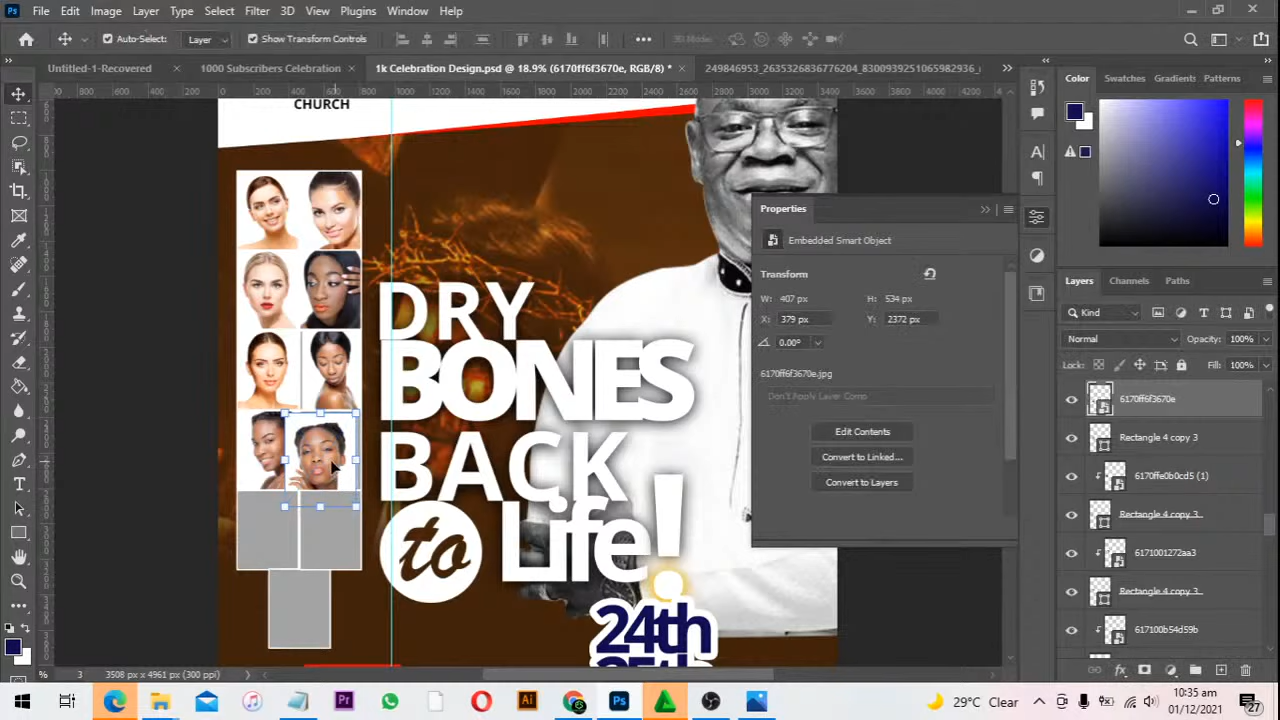 Ps File Edit Image Layer Type Select Filter 3D View Plugins Window Help
Auto-Select: Layer Show Transform Controls 3D Mode:
Untitled-1-Recovered × 1000 Subscribers Celebration × 1k Celebration Design.psd @ 18.9% (6170ff6f3670e, RGB/8) * ×
CHURCH
DRY
BONES
BACK
to Life!
24th
Properties
Embedded Smart Object
Transform
W: 407 px H: 534 px
X: 379 px Y: 2372 px
0.00°
6170ff6f3670e.jpg
Don't Apply Layer Comp
Edit Contents
Convert to Linked...
Convert to Layers
Color Swatches Gradients Patterns
Layers Channels Paths
Kind
Normal Opacity: 100%
Lock: Fill: 100%
6170ff6f3670e
Rectangle 4 copy 3
6170ffe0b0cd5 (1)
Rectangle 4 copy 3
6171001272aa3
Rectangle 4 copy 3
617100b54d59b
% 3508 px x 4961 px (300 ppi)
29°C Clear
10:35 am
01/12/2021
27